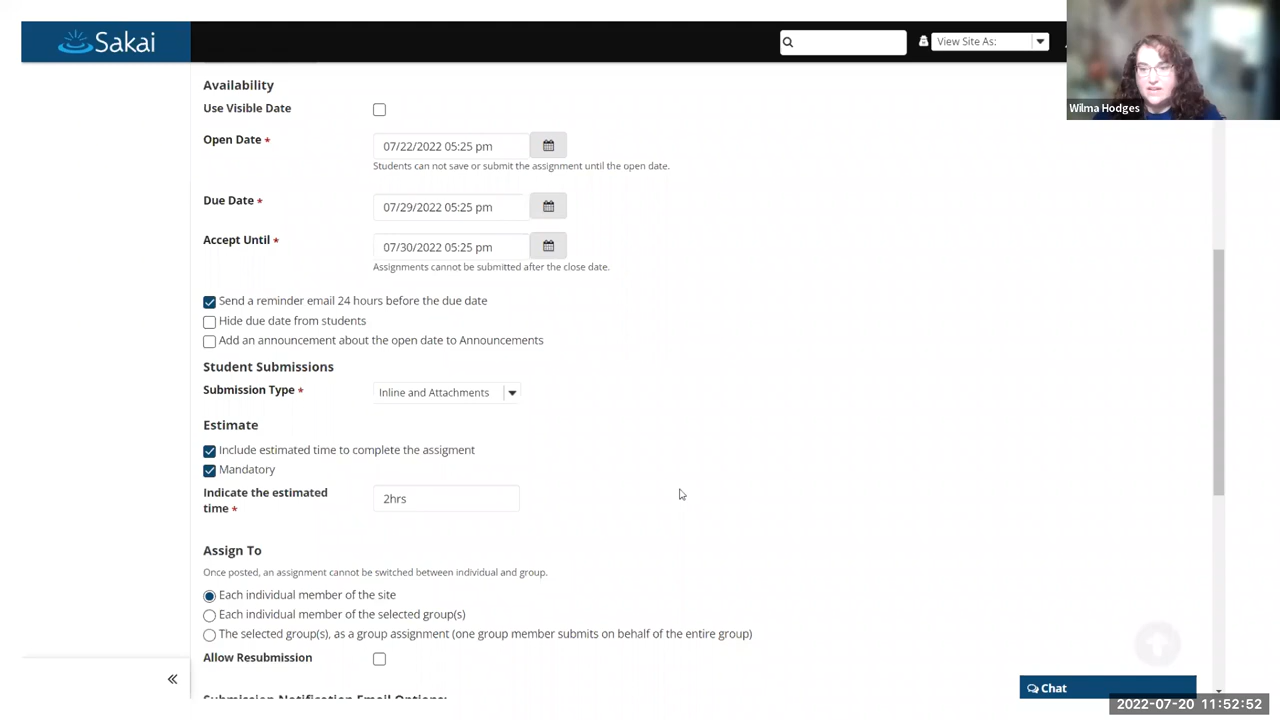 Sakai
View Site As:
Wilma Hodges
Availability
Use Visible Date
Open Date *
07/22/2022 05:25 pm
Students can not save or submit the assignment until the open date.
Due Date *
07/29/2022 05:25 pm
Accept Until *
07/30/2022 05:25 pm
Assignments cannot be submitted after the close date.
Send a reminder email 24 hours before the due date
Hide due date from students
Add an announcement about the open date to Announcements
Student Submissions
Submission Type *
Inline and Attachments
Estimate
Include estimated time to complete the assigment
Mandatory
Indicate the estimated
time *
2hrs
Assign To
Once posted, an assignment cannot be switched between individual and group.
Each individual member of the site
Each individual member of the selected group(s)
The selected group(s), as a group assignment (one group member submits on behalf of the entire group)
Allow Resubmission
Submission Notification Email Options:
Chat
2022-07-20 11:52:52